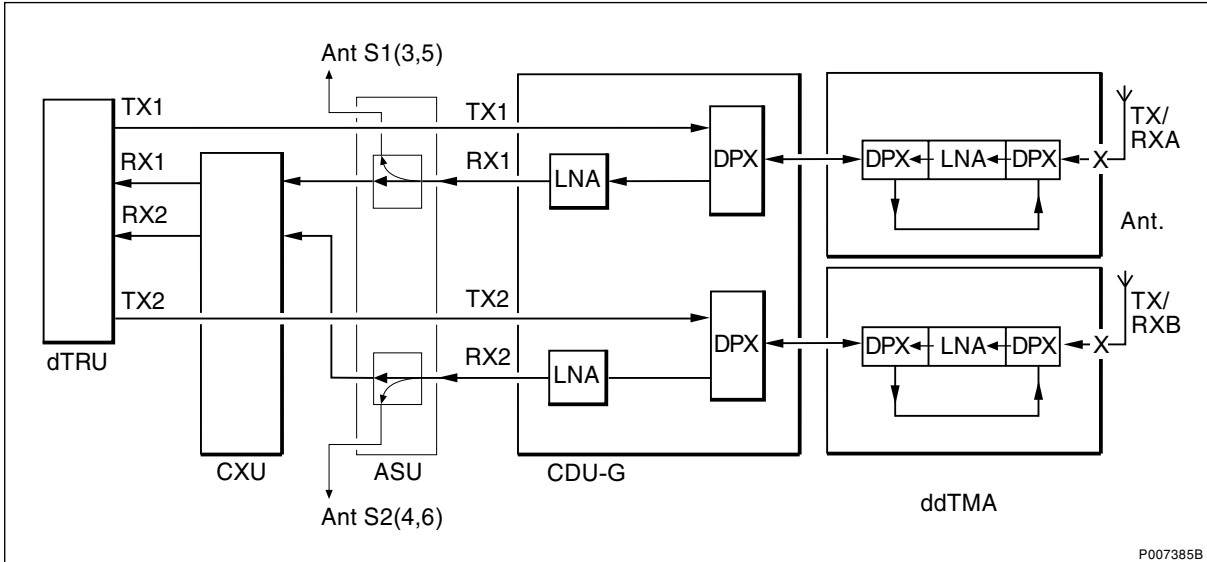 Ant S1(3,5)
TX1
TX1
TX/
RXA
RX1
RX1
DPX
LNA
DPX
LNA
DPX
X
RX2
Ant.
TX2
TX2
TX/
RXB
RX2
DPX
LNA
DPX
LNA
DPX
X
dTRU
CXU
ASU
CDU-G
ddTMA
Ant S2(4,6)
P007385B